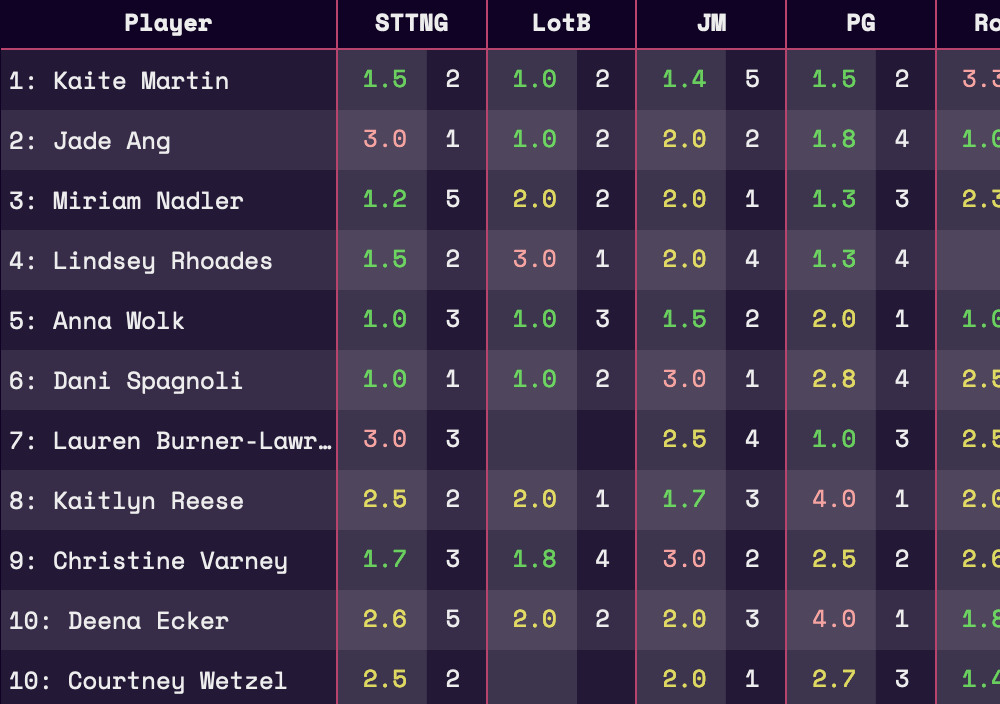 Player STTNG LotB JM PG
1: Kaite Martin 1.5 2 1.0 2 1.4 5 1.5 2 3.3
2: Jade Ang 3.0 1 1.0 2 2.0 2 1.8 4 1.0
3: Miriam Nadler 1.2 5 2.0 2 2.0 1 1.3 3 2.3
4: Lindsey Rhoades 1.5 2 3.0 1 2.0 4 1.3 4
5: Anna Wolk 1.0 3 1.0 3 1.5 2 2.0 1 1.0
6: Dani Spagnoli 1.0 1 1.0 2 3.0 1 2.8 4 2.5
7: Lauren Burner-Lawr… 3.0 3 2.5 4 1.0 3 2.5
8: Kaitlyn Reese 2.5 2 2.0 1 1.7 3 4.0 1 2.0
9: Christine Varney 1.7 3 1.8 4 3.0 2 2.5 2 2.6
10: Deena Ecker 2.6 5 2.0 2 2.0 3 4.0 1 1.8
10: Courtney Wetzel 2.5 2 2.0 1 2.7 3 1.4